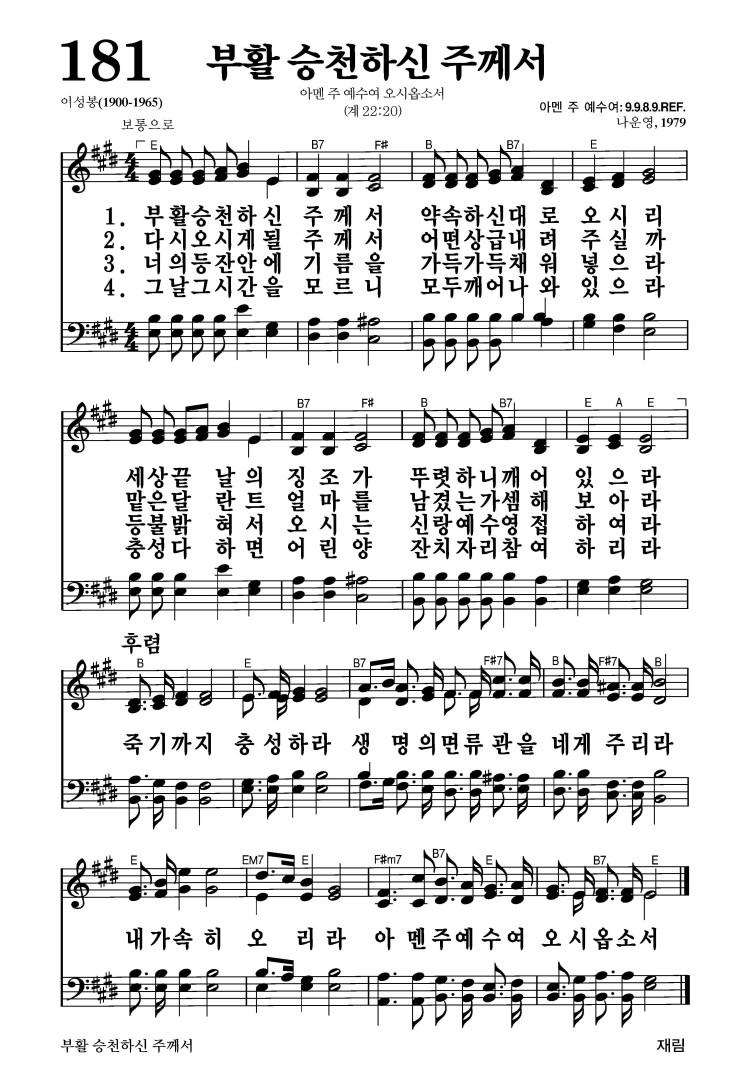 181 부활 승천하신 주께서
아멘 주 예수여 오시옵소서
(계 22:20)
이성봉(1900-1965)
아멘 주 예수여: 9.9.8.9.REF.
나운영, 1979
보통으로
E B7 F# B B7 E
1. 부활승천하신 주께서 약속하신대로 오시리
2. 다시오시게될 주께서 어떤상급내려 주실까
3. 너의등잔안에 기름을 가득가득채워 넣으라
4. 그날그시간을 모르니 모두깨어나와 있으라
B7 F# B B7 E A E
세상끝 날의 징조가 뚜렷하니깨어 있으라
맡은달 란트 얼마를 남겼는가셈해 보아라
등불밝 혀서 오시는 신랑예수영접 하여라
충성다 하면 어린양 잔치자리참여 하리라
후렴
B E B7 F#7 B F#7 B
죽기까지 충성하라 생명의면류관을 네게 주리라
E EM7 E F#m7 B7 E B7 E
내가속히 오리라 아멘주예수여 오시옵소서
부활 승천하신 주께서 재림